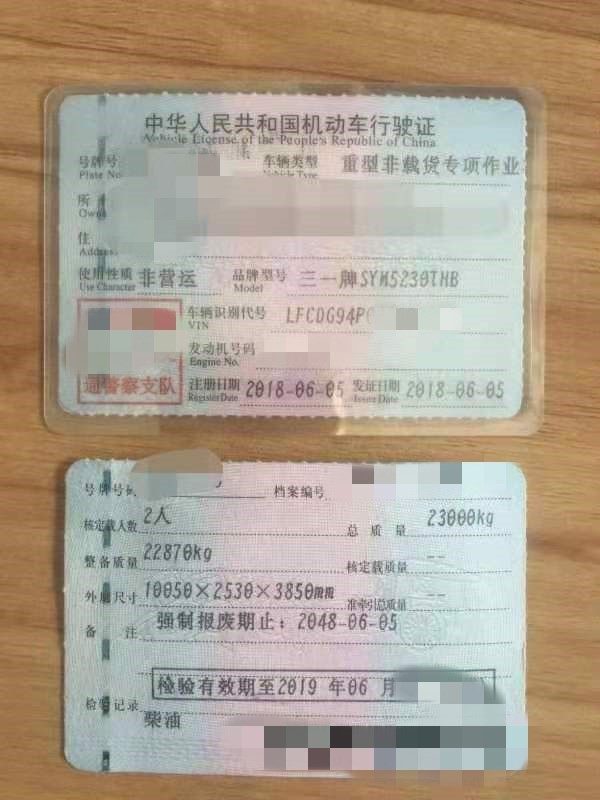 中华人民共和国机动车行驶证
Vehicle License of the People's Republic of China
号牌号 车辆类型 重型非载货专项作业
Plate No Vehicle Type
所
Owne
住
Address
使用性质 非营运 品牌型号 三一牌SYM5230THB
Use Character Model
车辆识别代号 LFCDG94P
VIN
发动机号码
Engine No.
通警察支队 注册日期 2018-06-05 发证日期 2018-06-05
Register Date Issue Date
号牌号码 档案编号
核定载人数 2人 总质量 23000kg
整备质量 22870kg 核定载质量 --
外廓尺寸 10050×2530×3850mm 准牵引总质量 --
备注 强制报废期止：2048-06-05
检验有效期至2019 年06 月
检验记录
柴油